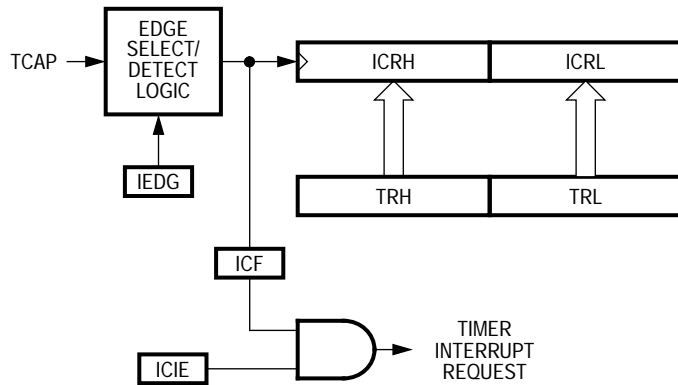 EDGE
SELECT/
DETECT
LOGIC
TCAP
ICRH
ICRL
IEDG
TRH
TRL
ICF
ICIE
TIMER
INTERRUPT
REQUEST